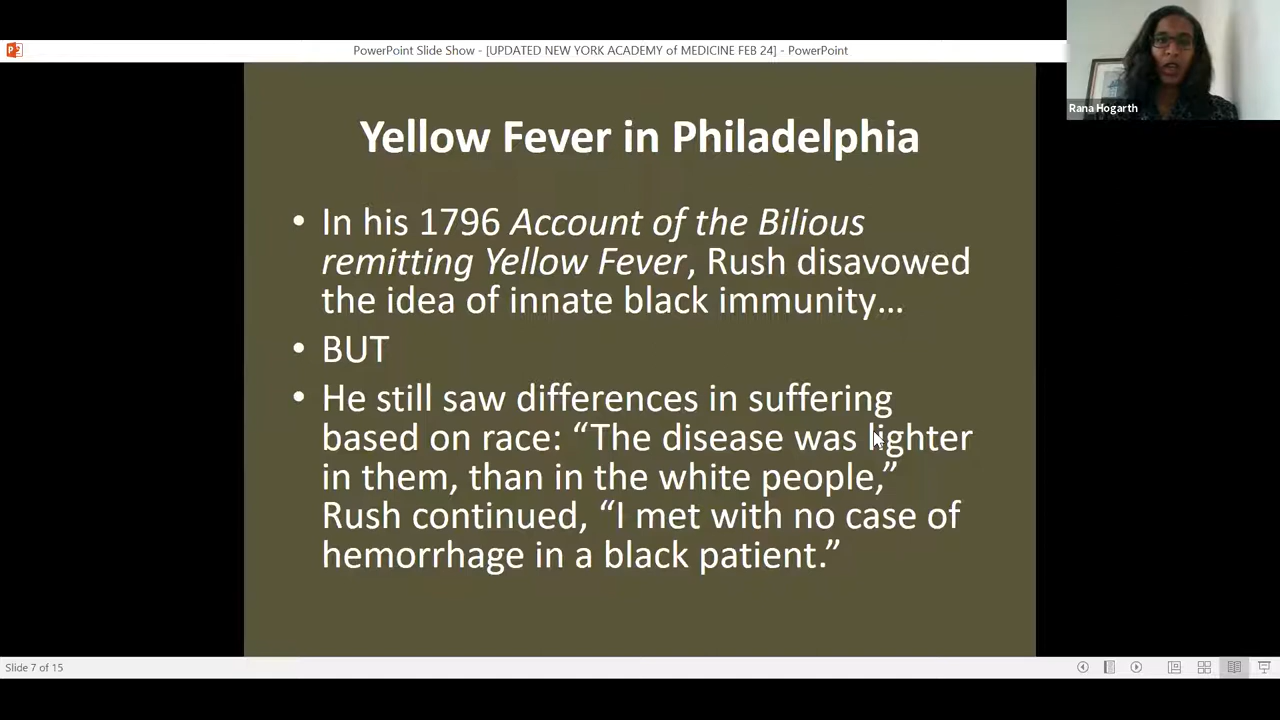 PowerPoint Slide Show - [UPDATED NEW YORK ACADEMY of MEDICINE FEB 24] - PowerPoint
Rana Hogarth
Yellow Fever in Philadelphia
• In his 1796 Account of the Bilious
remitting Yellow Fever, Rush disavowed
the idea of innate black immunity…
• BUT
• He still saw differences in suffering
based on race: “The disease was lighter
in them, than in the white people,”
Rush continued, “I met with no case of
hemorrhage in a black patient.”
Slide 7 of 15